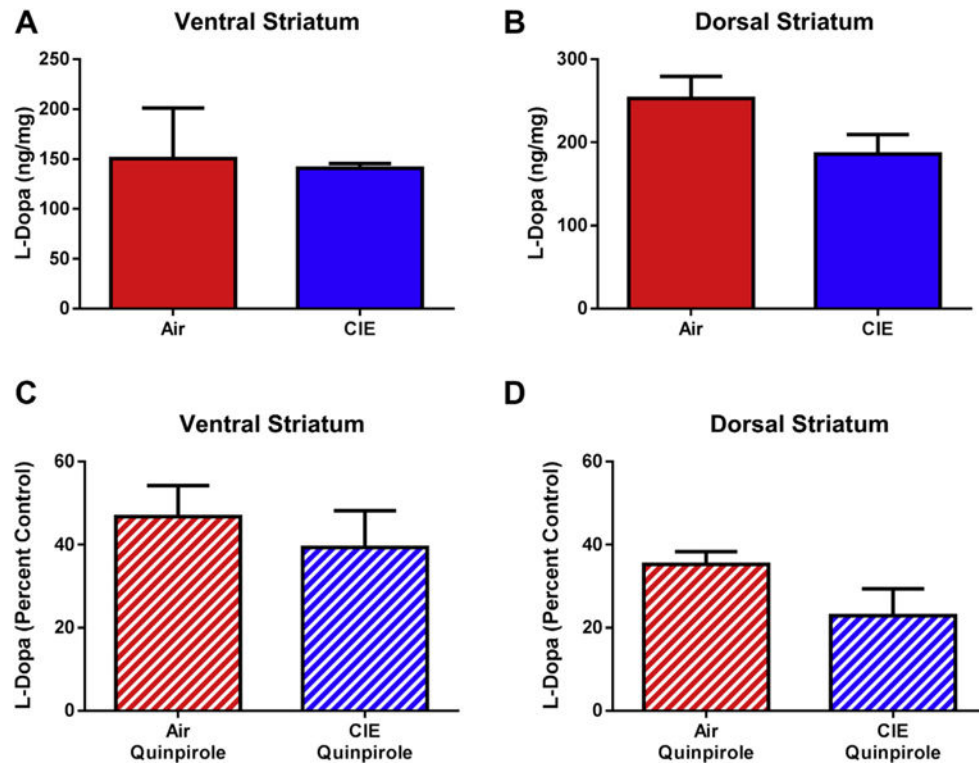 A
Ventral Striatum
L-Dopa (ng/mg)
250
200
150
100
50
0
Air
CIE
B
Dorsal Striatum
L-Dopa (ng/mg)
300
200
100
0
Air
CIE
C
Ventral Striatum
L-Dopa (Percent Control)
60
40
20
0
Air
Quinpirole
CIE
Quinpirole
D
Dorsal Striatum
L-Dopa (Percent Control)
60
40
20
0
Air
Quinpirole
CIE
Quinpirole